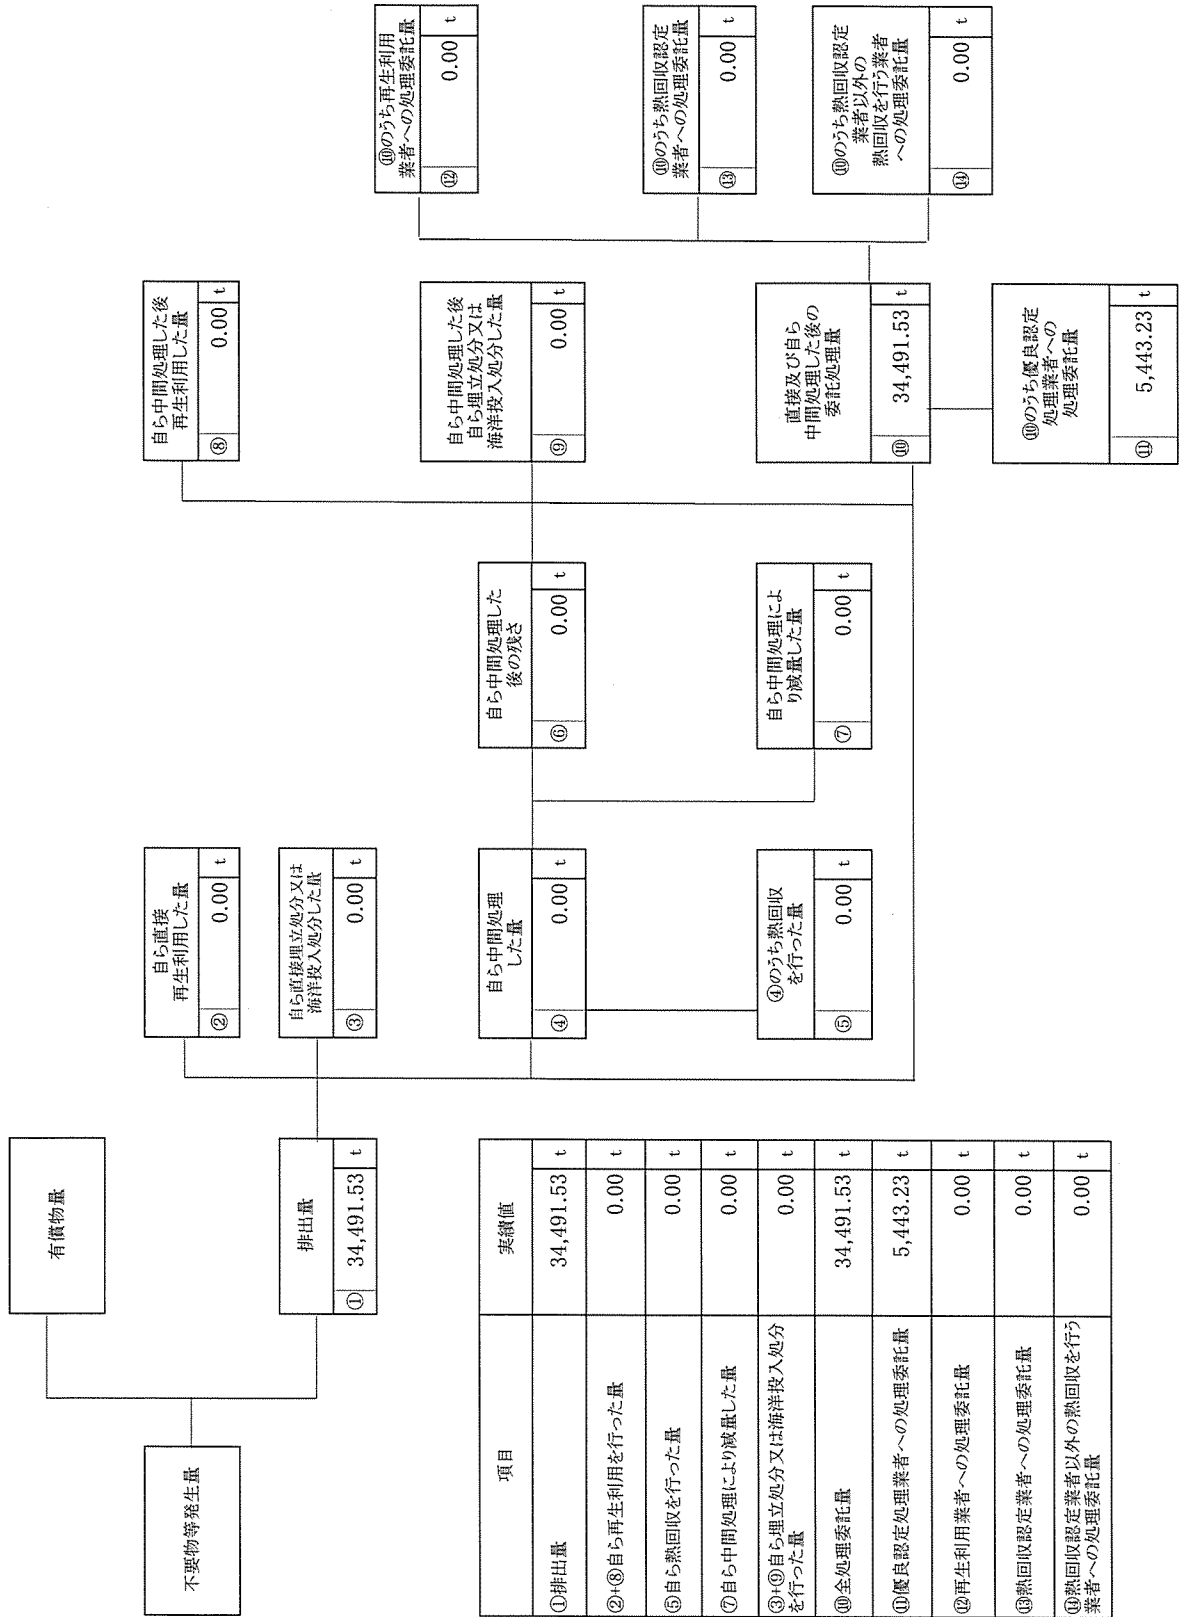 不要物等発生量
有償物量
排出量
① 34,491.53 t
自ら直接
再生利用した量
② 0.00 t
自ら直接埋立処分又は
海洋投入処分した量
③ 0.00 t
自ら中間処理
した量
④ 0.00 t
④のうち熱回収
を行った量
⑤ 0.00 t
自ら中間処理した
後の残さ
⑥ 0.00 t
自ら中間処理によ
り減量した量
⑦ 0.00 t
自ら中間処理した後
再生利用した量
⑧ 0.00 t
自ら中間処理した後
自ら埋立処分又は
海洋投入処分した量
⑨ 0.00 t
直接及び自ら
中間処理した後の
委託処理量
⑩ 34,491.53 t
⑩のうち優良認定
処理業者への
処理委託量
⑪ 5,443.23 t
⑩のうち再生利用
業者への処理委託量
⑫ 0.00 t
⑩のうち熱回収認定
業者への処理委託量
⑬ 0.00 t
⑩のうち熱回収認定
業者以外の
熱回収を行う業者
への処理委託量
⑭ 0.00 t
項目 実績値
①排出量 34,491.53 t
②+⑧自ら再生利用を行った量 0.00 t
⑤自ら熱回収を行った量 0.00 t
⑦自ら中間処理により減量した量 0.00 t
③+⑨自ら埋立処分又は海洋投入処分
を行った量 0.00 t
⑩全処理委託量 34,491.53 t
⑪優良認定処理業者への処理委託量 5,443.23 t
⑫再生利用業者への処理委託量 0.00 t
⑬熱回収認定業者への処理委託量 0.00 t
⑭熱回収認定業者以外の熱回収を行う
業者への処理委託量 0.00 t